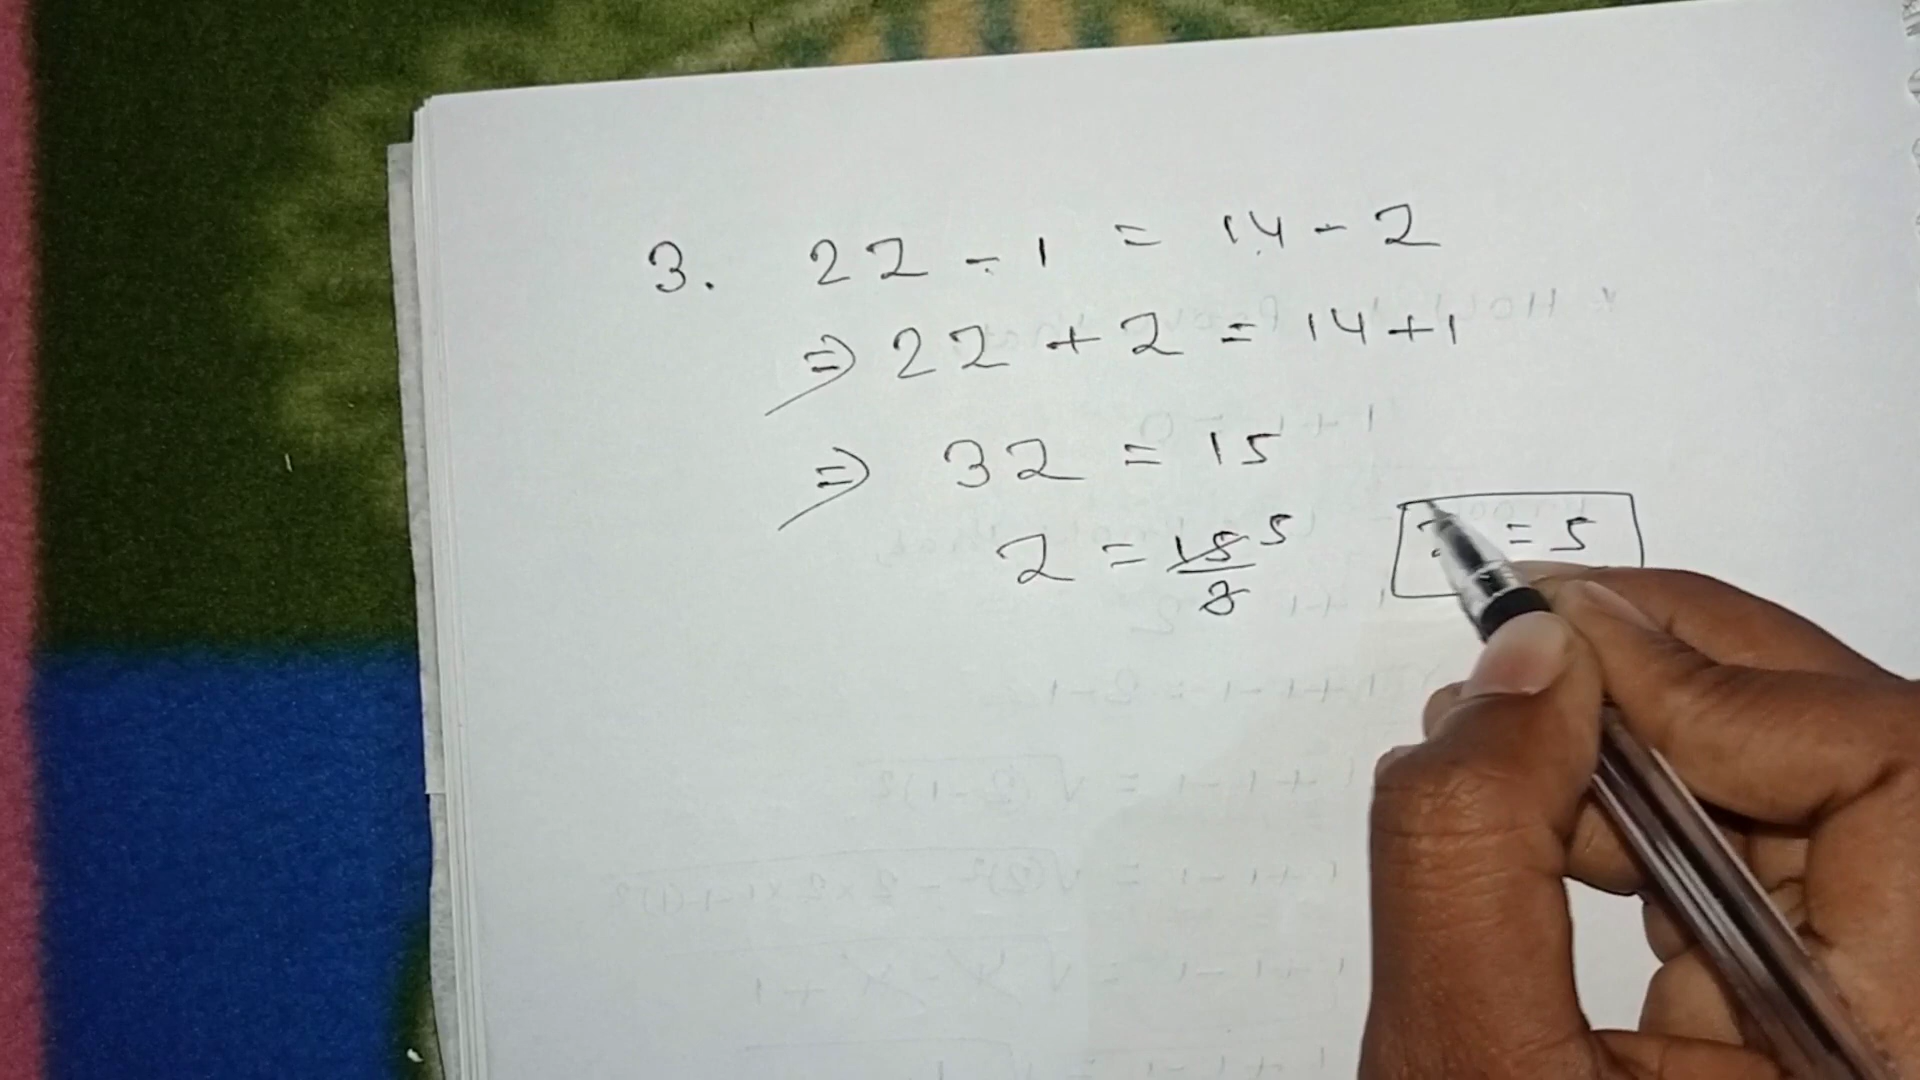 3. 2z - 1 = 14 - z
⇒ 2z + z = 14 + 1
⇒ 3z = 15
z = 15/3 5
z = 5